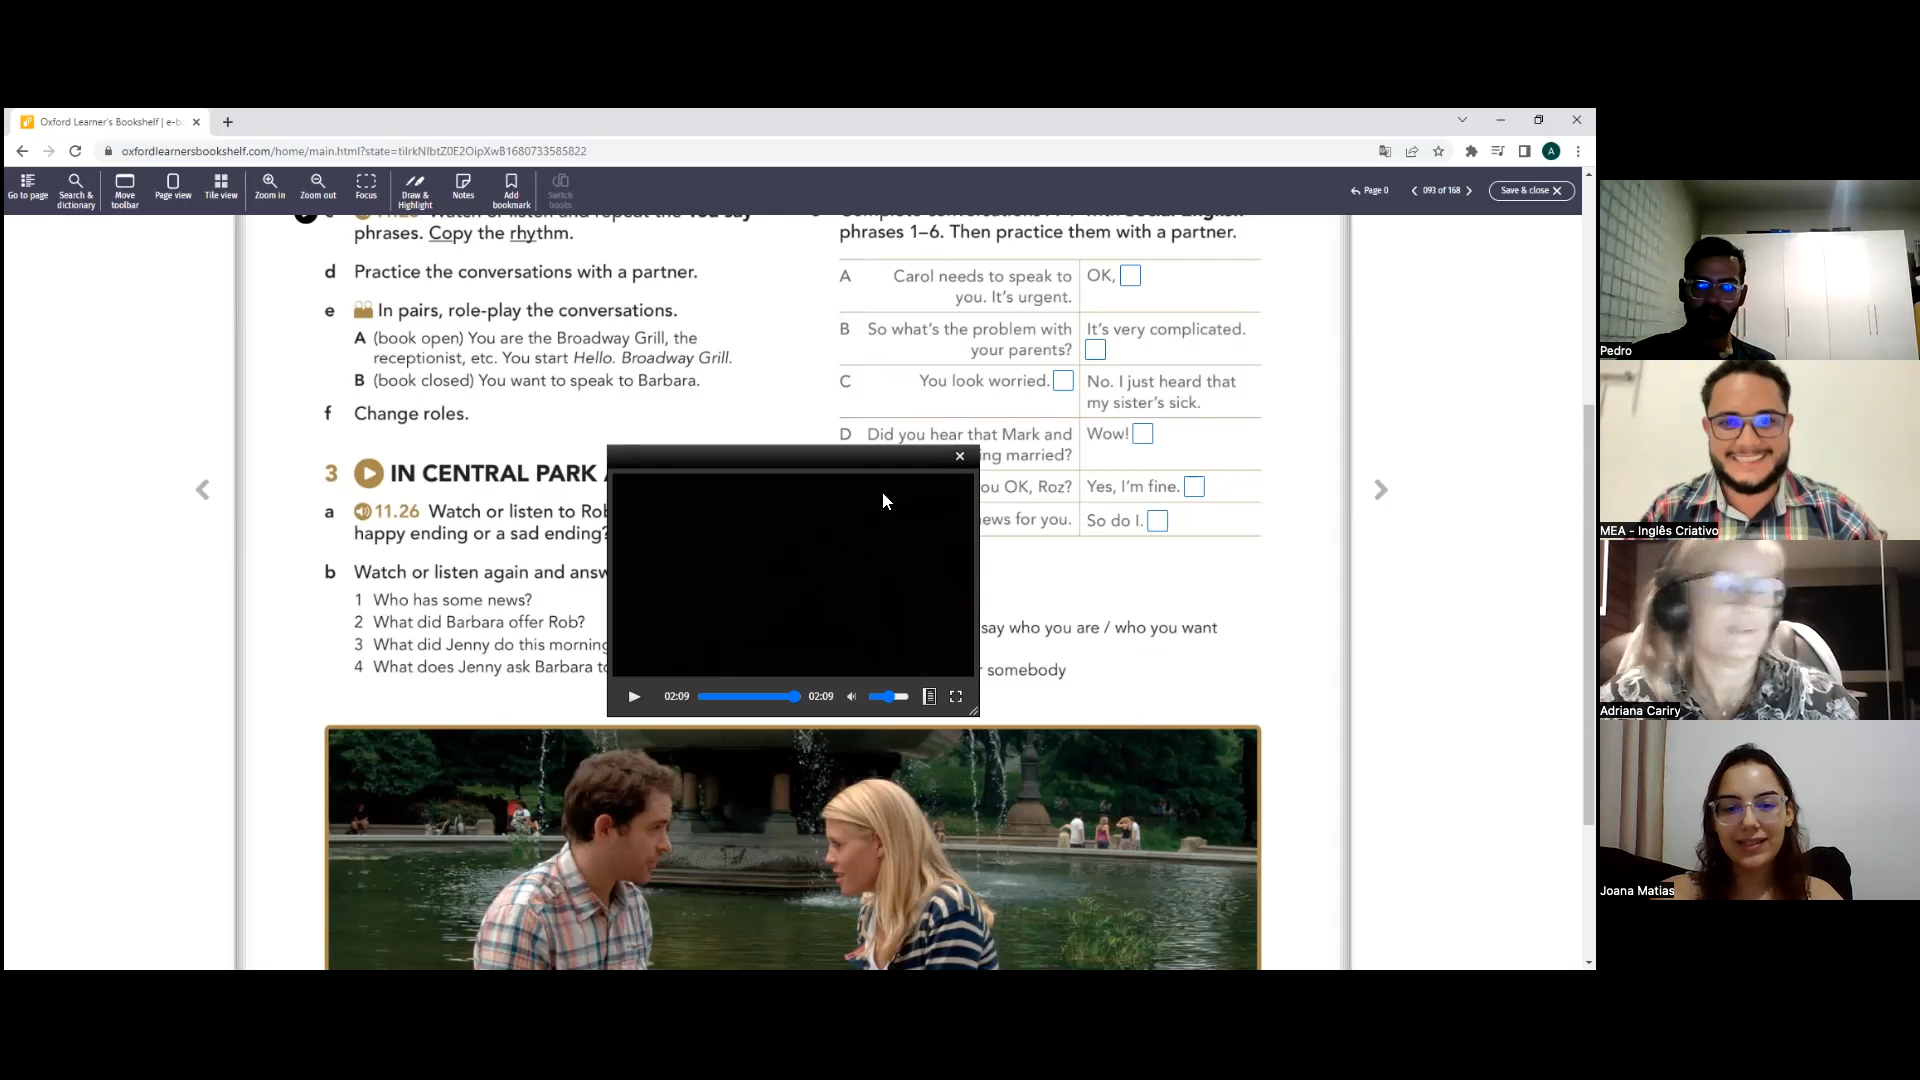 Oxford Learner's Bookshelf | e-b
oxfordlearnersbookshelf.com/home/main.html?state=tiIrkNIbtZ0E2OipXwB1680733585822
A
Go to page
Search & dictionary
Move toolbar
Page view
Tile view
Zoom in
Zoom out
Focus
Draw & Highlight
Notes
Add bookmark
Switch books
Page 0
093 of 168
Save & close
phrases. Copy the rhythm.
d Practice the conversations with a partner.
e In pairs, role-play the conversations.
A (book open) You are the Broadway Grill, the
receptionist, etc. You start Hello. Broadway Grill.
B (book closed) You want to speak to Barbara.
f Change roles.
3 IN CENTRAL PARK
a 11.26 Watch or listen to Rob
happy ending or a sad ending?
b Watch or listen again and answ
1 Who has some news?
2 What did Barbara offer Rob?
3 What did Jenny do this morning
4 What does Jenny ask Barbara to
phrases 1–6. Then practice them with a partner.
A Carol needs to speak to OK,
you. It's urgent.
B So what's the problem with It's very complicated.
your parents?
C You look worried. No. I just heard that
my sister's sick.
D Did you hear that Mark and Wow!
ing married?
ou OK, Roz? Yes, I'm fine.
ews for you. So do I.
say who you are / who you want
somebody
02:09 02:09
Pedro
MEA - Inglês Criativo
Adriana Cariry
Joana Matias